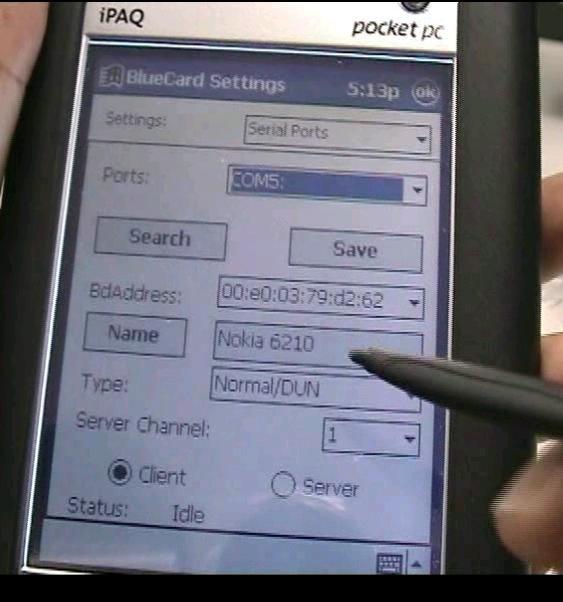 iPAQ pocket pc
BlueCard Settings 5:13p ok
Settings: Serial Ports
Ports: COM5:
Search Save
BdAddress: 00:e0:03:79:d2:62
Name Nokia 6210
Type: Normal/DUN
Server Channel: 1
Client Server
Status: Idle